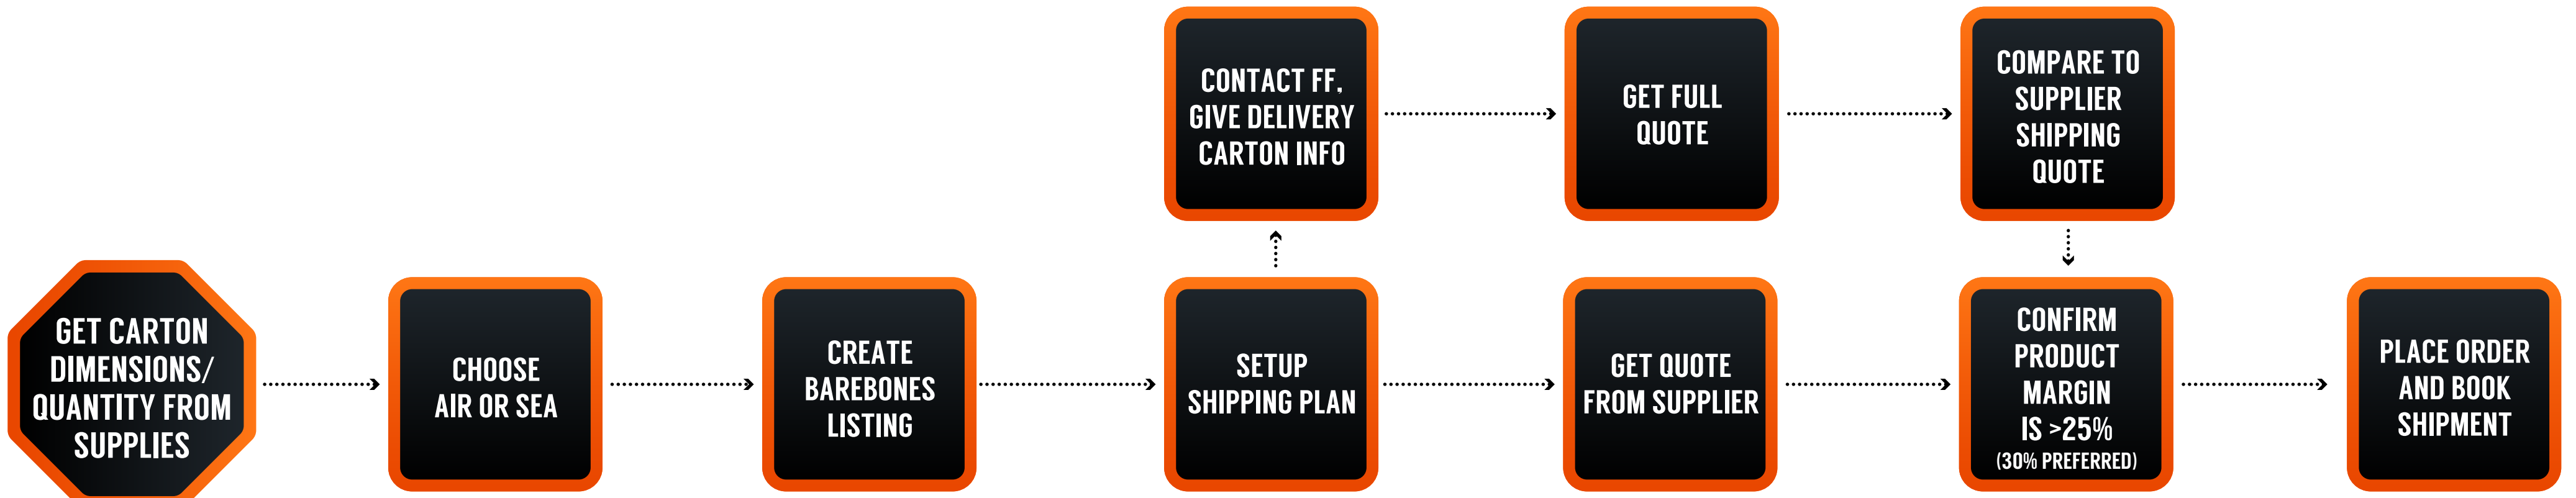 CONTACT FF,
GIVE DELIVERY
CARTON INFO
GET FULL
QUOTE
COMPARE TO
SUPPLIER
SHIPPING
QUOTE
GET CARTON
DIMENSIONS/
QUANTITY FROM
SUPPLIES
CHOOSE
AIR OR SEA
CREATE
BAREBONES
LISTING
SETUP
SHIPPING PLAN
GET QUOTE
FROM SUPPLIER
CONFIRM
PRODUCT
MARGIN
IS >25%
(30% PREFERRED)
PLACE ORDER
AND BOOK
SHIPMENT